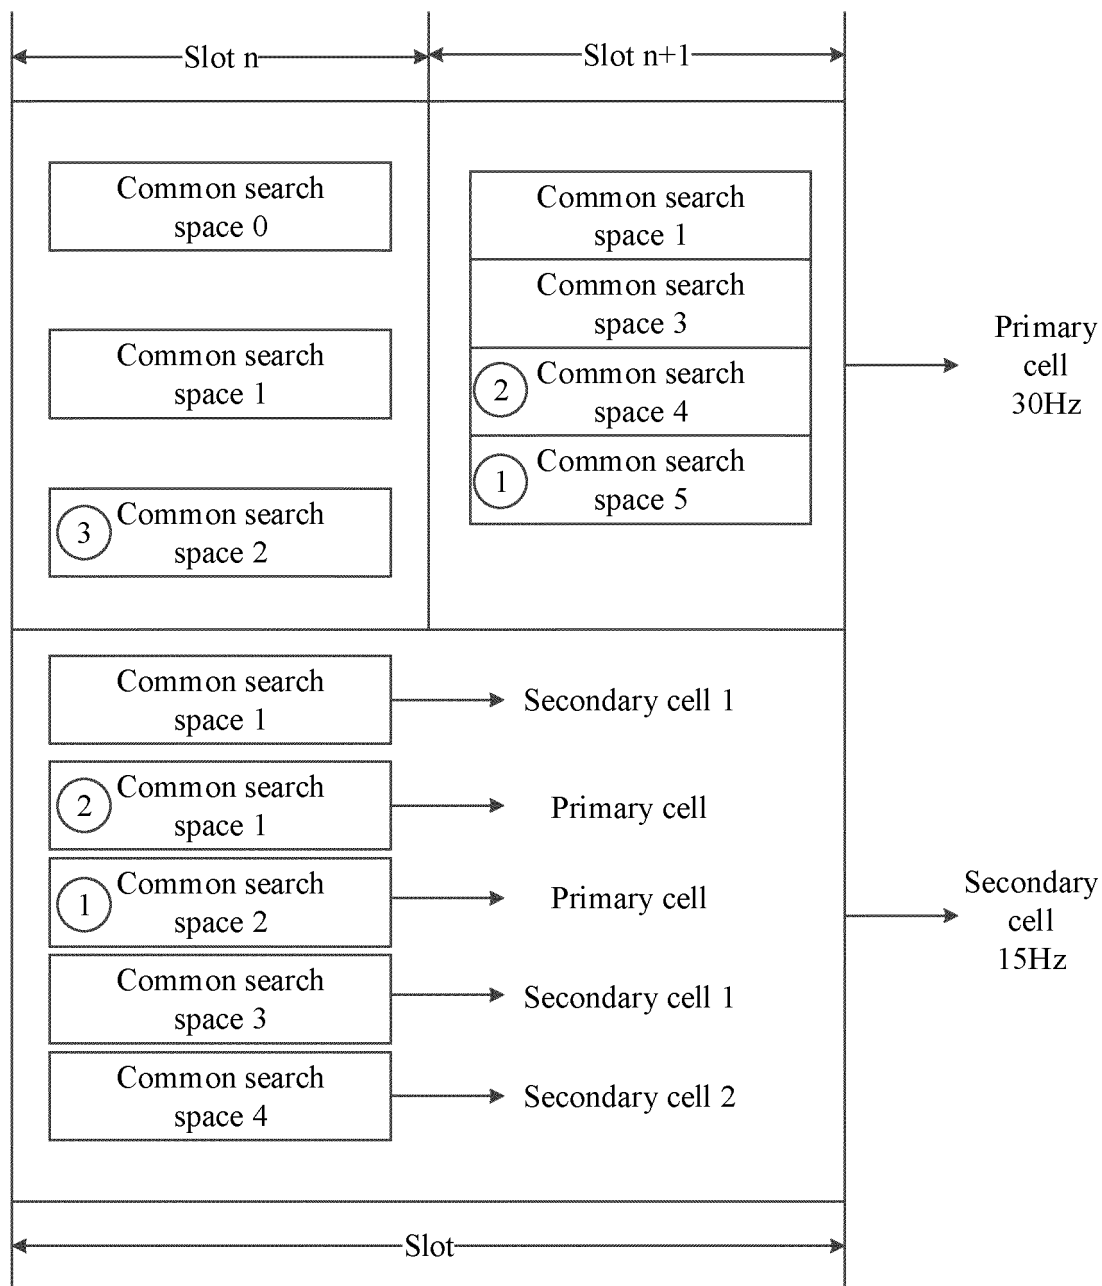 Slot n
Slot n+1
Common search
space 0
Common search
space 1
3 Common search
space 2
Common search
space 1
Common search
space 3
2 Common search
space 4
1 Common search
space 5
Primary
cell
30Hz
Common search
space 1
Secondary cell 1
2 Common search
space 1
Primary cell
1 Common search
space 2
Primary cell
Common search
space 3
Secondary cell 1
Common search
space 4
Secondary cell 2
Secondary
cell
15Hz
Slot